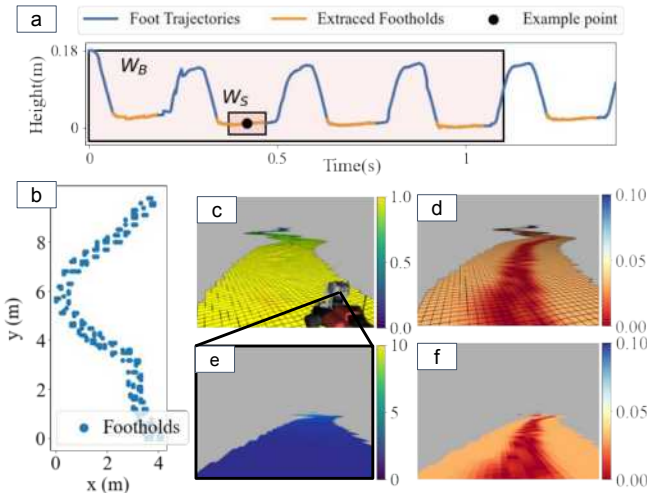 a
Foot Trajectories
Extraced Footholds
Example point
0.18
0
Height(m)
W_B
W_S
0
0.5
1
Time(s)
b
8
6
4
2
0
y (m)
Footholds
0
2
4
x (m)
c
1.0
0.5
0.0
d
0.10
0.05
0.00
e
10
5
0
f
0.10
0.05
0.00